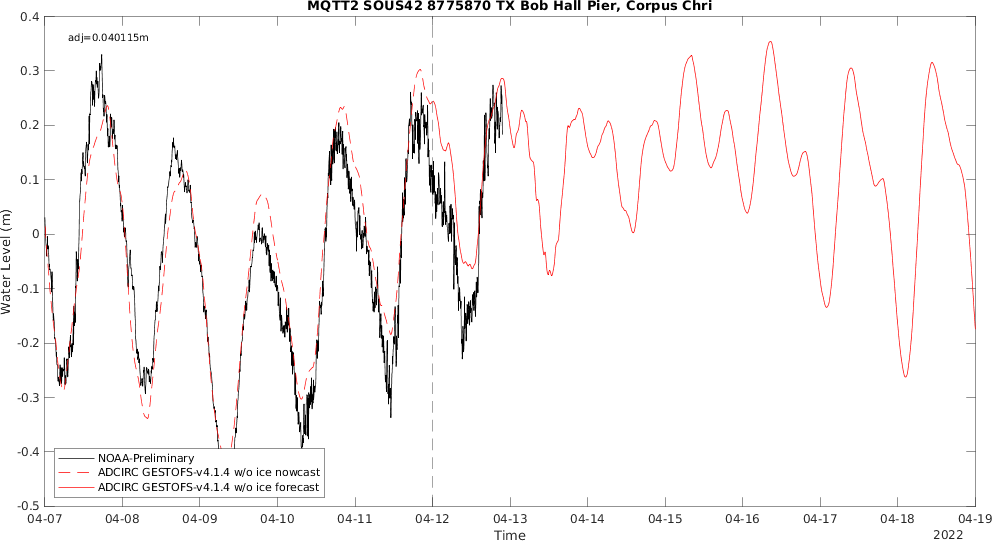 MQTT2 SOUS42 8775870 TX Bob Hall Pier, Corpus Chri
adj=0.040115m
Water Level (m)
0.4
0.3
0.2
0.1
0
-0.1
-0.2
-0.3
-0.4
-0.5
NOAA-Preliminary
ADCIRC GESTOFS-v4.1.4 w/o ice nowcast
ADCIRC GESTOFS-v4.1.4 w/o ice forecast
04-07 04-08 04-09 04-10 04-11 04-12 04-13 04-14 04-15 04-16 04-17 04-18 04-19
Time
2022